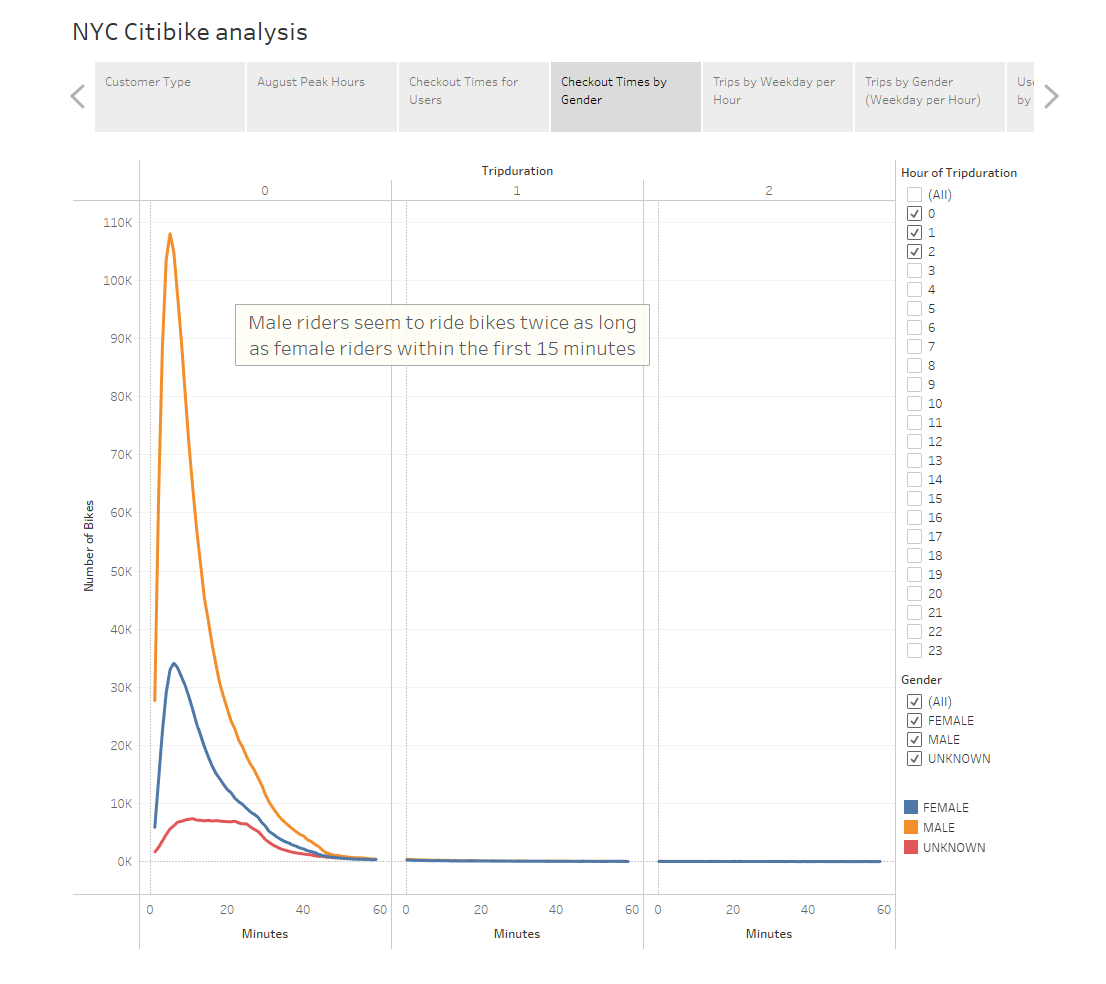 NYC Citibike analysis
Customer Type
August Peak Hours
Checkout Times for
Users
Checkout Times by
Gender
Trips by Weekday per
Hour
Trips by Gender
(Weekday per Hour)
by
Tripduration
0
1
2
110K
100K
90K
80K
70K
60K
50K
40K
30K
20K
10K
0K
Number of Bikes
Male riders seem to ride bikes twice as long
as female riders within the first 15 minutes
0
20
40
60
0
20
40
60
0
20
40
60
Minutes
Minutes
Minutes
Hour of Tripduration
(All)
0
1
2
3
4
5
6
7
8
9
10
11
12
13
14
15
16
17
18
19
20
21
22
23
Gender
(All)
FEMALE
MALE
UNKNOWN
FEMALE
MALE
UNKNOWN